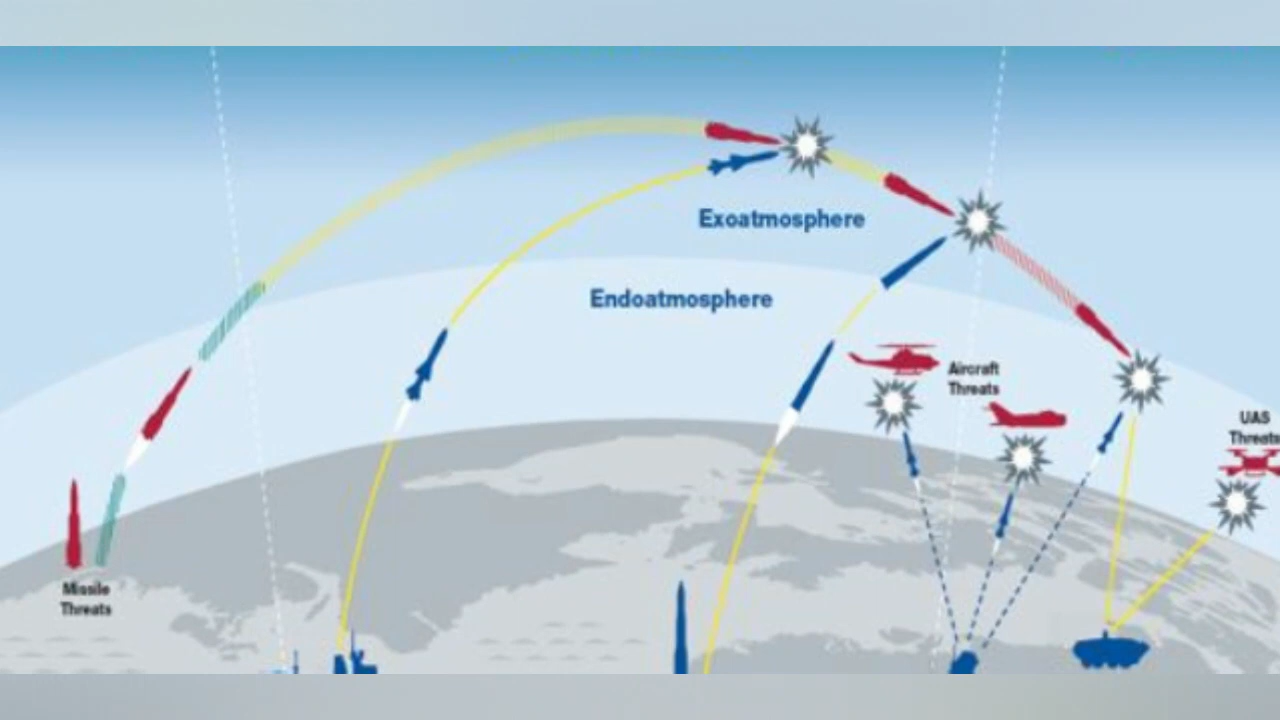 Exoatmosphere
Endoatmosphere
Aircraft
Threats
UAS
Threats
Missile
Threats